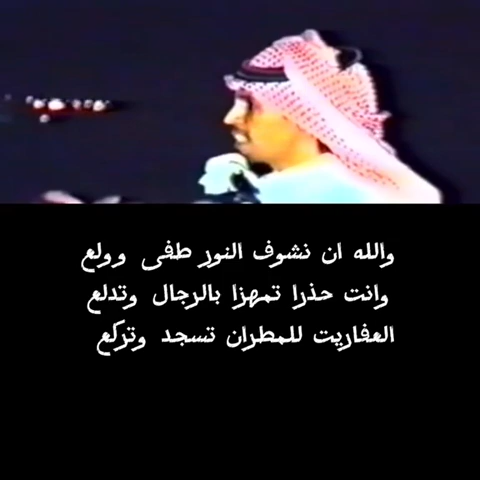 والله ان نشوف النور طفى وولع
وانت حذرا تمهزا بالرجال وتدلع
العفاريت للمطران تسجد وتركع